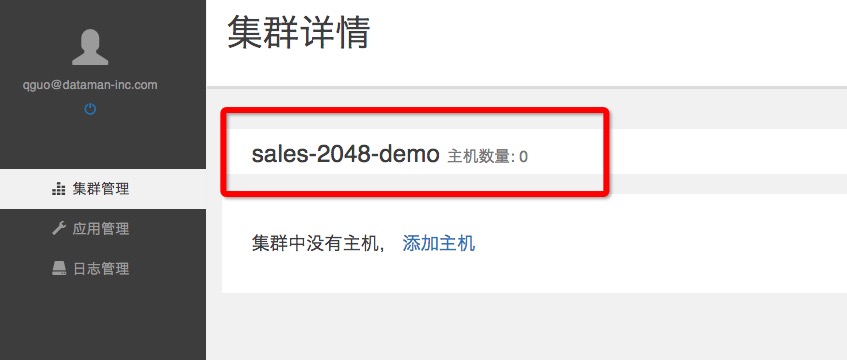 集群详情
qguo@dataman-inc.com
集群管理
应用管理
日志管理
sales-2048-demo 主机数量: 0
集群中没有主机， 添加主机